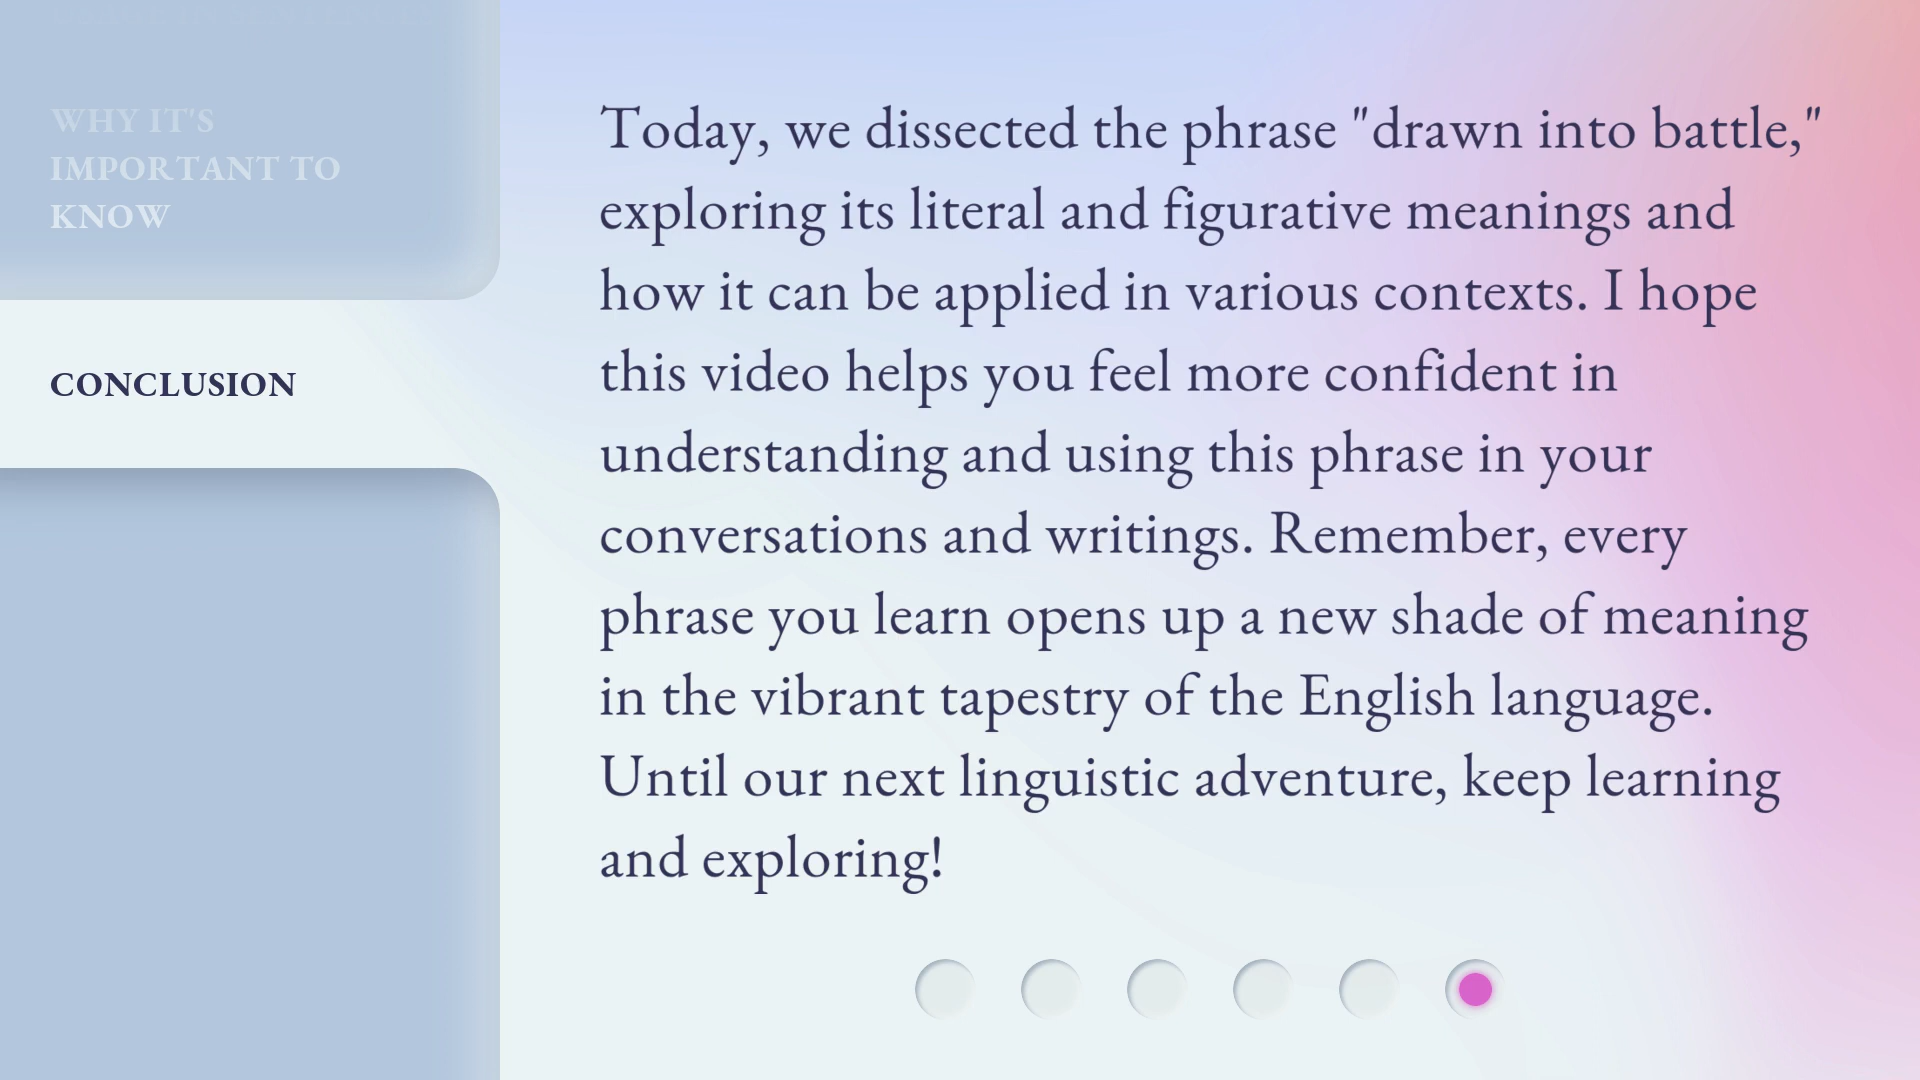 WHY IT'S
IMPORTANT TO
KNOW
CONCLUSION
Today, we dissected the phrase "drawn into battle,"
exploring its literal and figurative meanings and
how it can be applied in various contexts. I hope
this video helps you feel more confident in
understanding and using this phrase in your
conversations and writings. Remember, every
phrase you learn opens up a new shade of meaning
in the vibrant tapestry of the English language.
Until our next linguistic adventure, keep learning
and exploring!